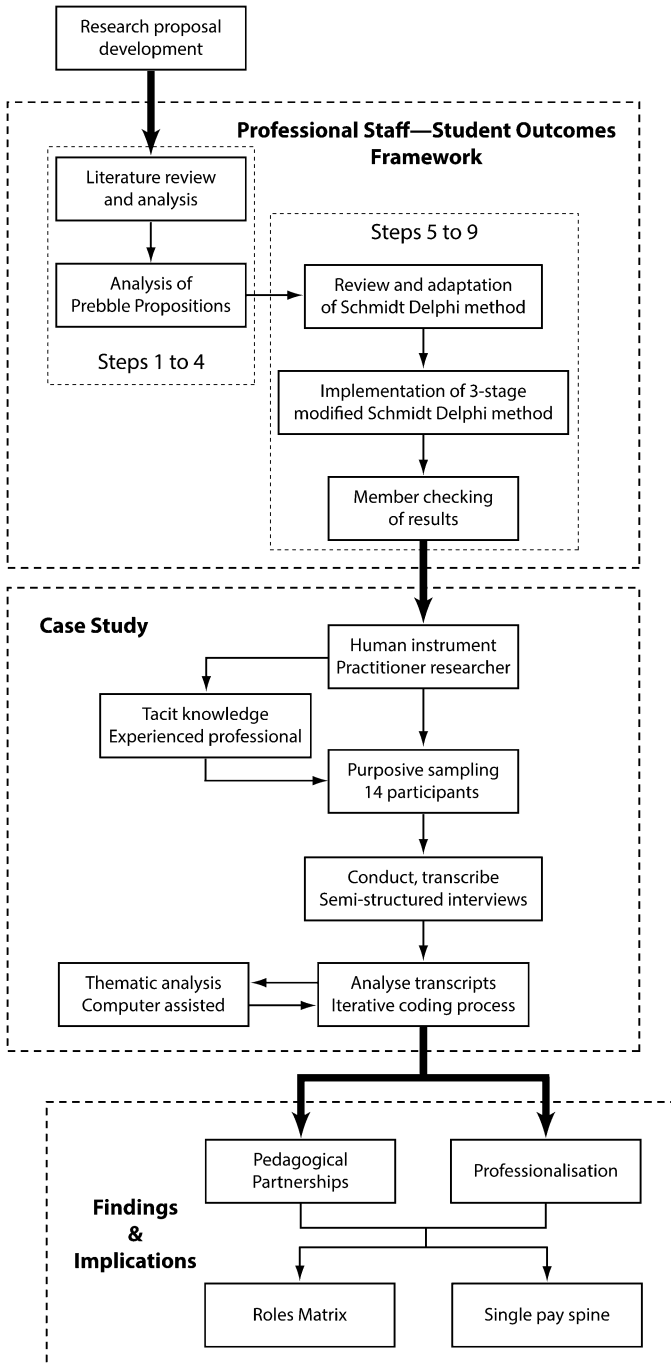 Research proposal
development
Professional Staff—Student Outcomes
Framework
Literature review
and analysis
Analysis of
Prebble Propositions
Steps 1 to 4
Steps 5 to 9
Review and adaptation
of Schmidt Delphi method
Implementation of 3-stage
modified Schmidt Delphi method
Member checking
of results
Case Study
Human instrument
Practitioner researcher
Tacit knowledge
Experienced professional
Purposive sampling
14 participants
Conduct, transcribe
Semi-structured interviews
Thematic analysis
Computer assisted
Analyse transcripts
Iterative coding process
Findings
&
Implications
Pedagogical
Partnerships
Professionalisation
Roles Matrix
Single pay spine